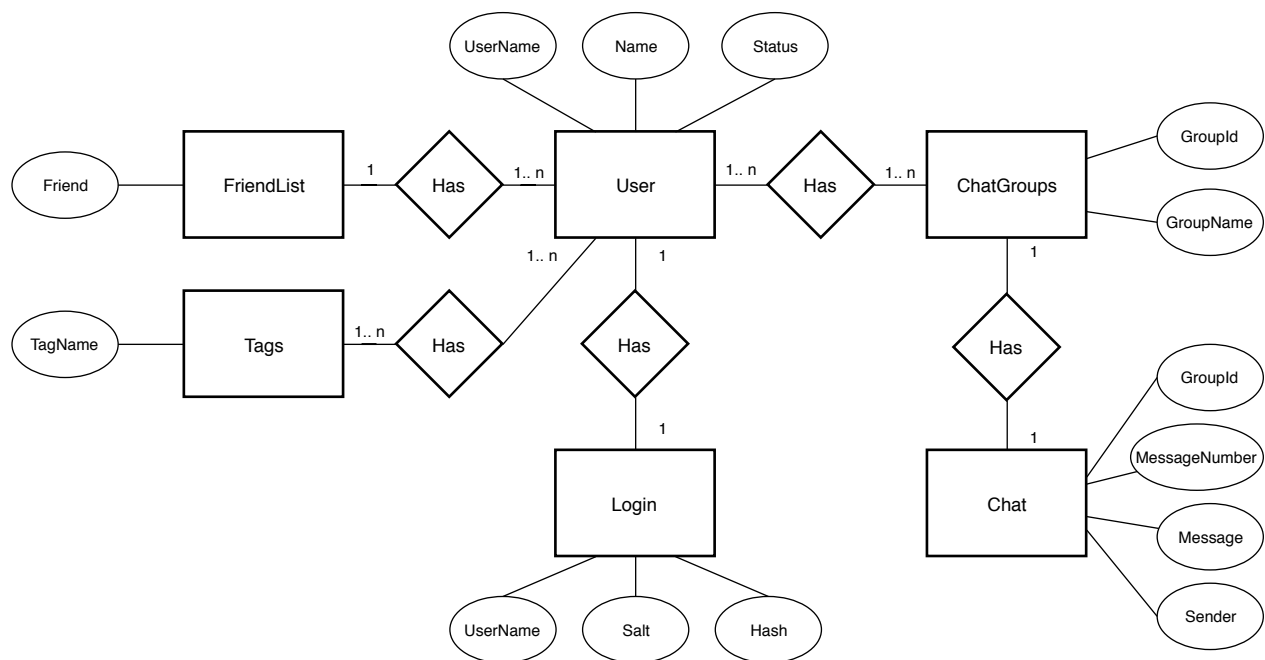 UserName
Name
Status
GroupId
1
1.. n
1.. n
1.. n
Friend
FriendList
Has
User
Has
ChatGroups
GroupName
1.. n
1
1
1.. n
TagName
Tags
Has
Has
Has
GroupId
1
1
MessageNumber
Login
Chat
Message
UserName
Salt
Hash
Sender